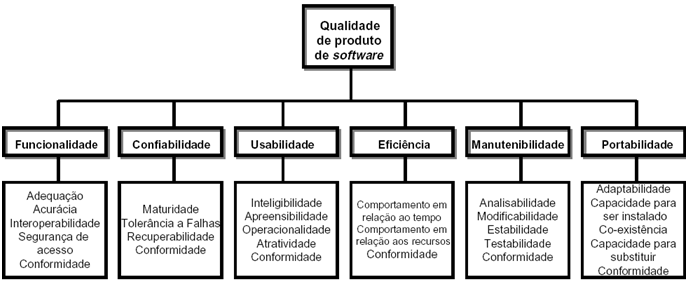 Qualidade
de produto
de software
Funcionalidade
Confiabilidade
Usabilidade
Eficiência
Manutenibilidade
Portabilidade
Adequação
Acurácia
Interoperabilidade
Segurança de
acesso
Conformidade
Maturidade
Tolerância a Falhas
Recuperabilidade
Conformidade
Inteligibilidade
Apreensibilidade
Operacionalidade
Atratividade
Conformidade
Comportamento em
relação ao tempo
Comportamento em
relação aos recursos
Conformidade
Analisabilidade
Modificabilidade
Estabilidade
Testabilidade
Conformidade
Adaptabilidade
Capacidade para
ser instalado
Co-existência
Capacidade para
substituir
Conformidade